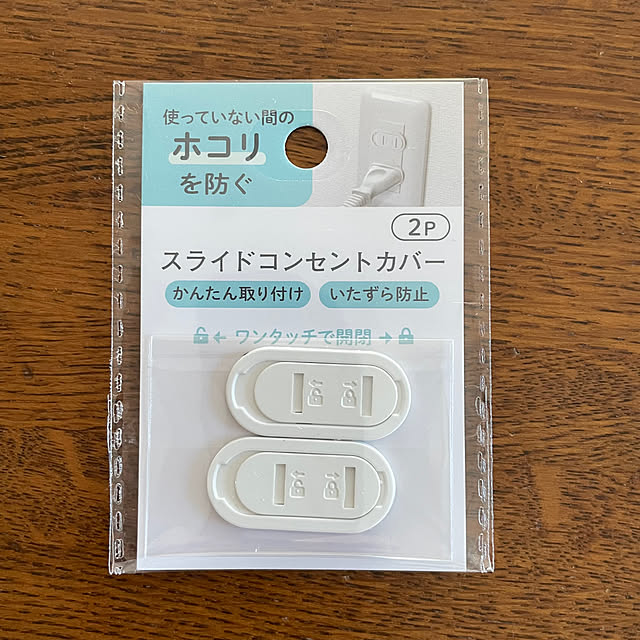 使っていない間の
ホコリ
を防ぐ
2P
スライドコンセントカバー
かんたん取り付け
いたずら防止
← ワンタッチで開閉 →